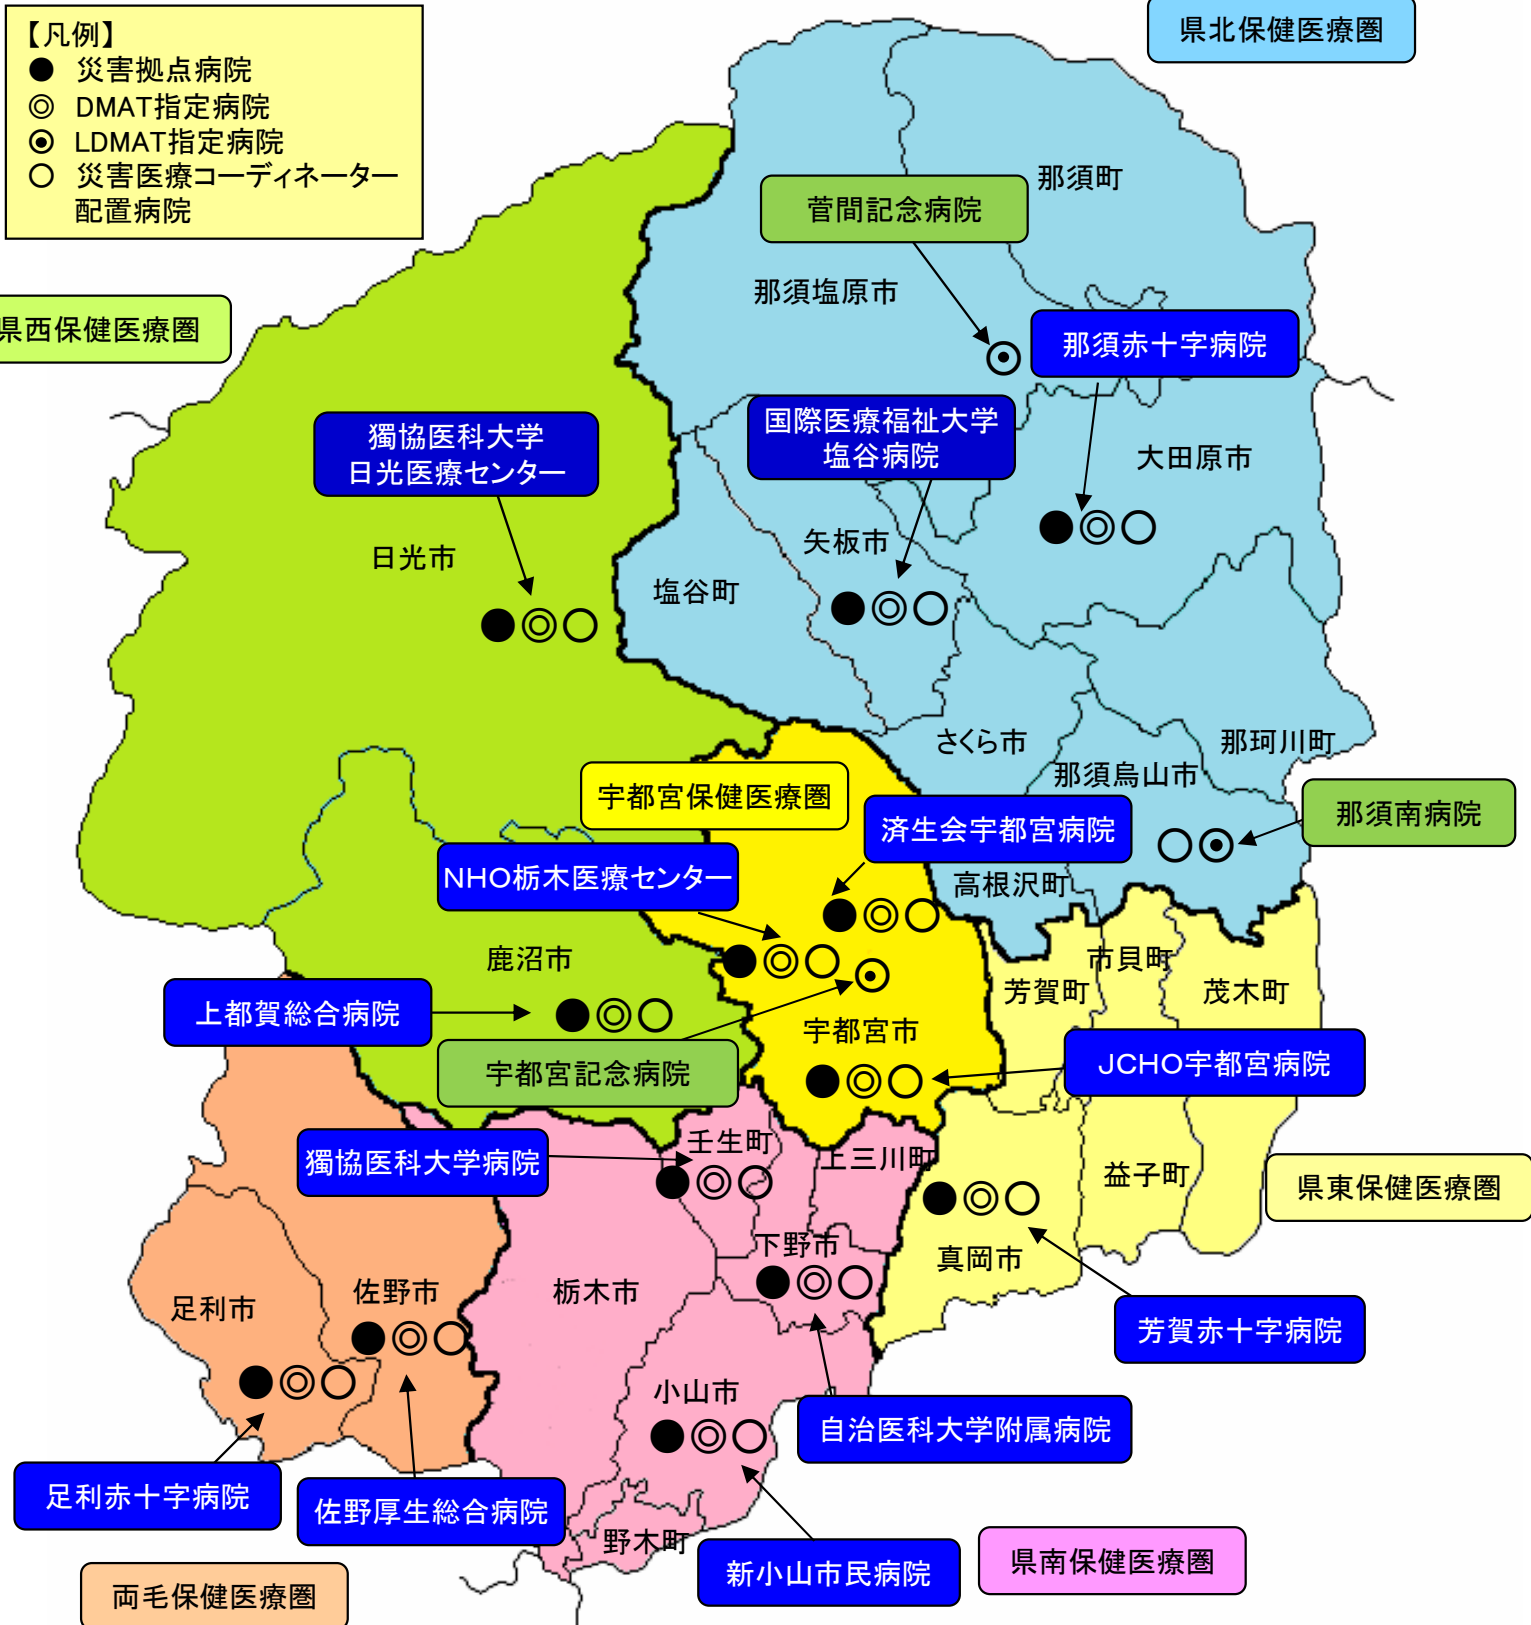 【凡例】
● 災害拠点病院
◎ DMAT指定病院
☉ LDMAT指定病院
○ 災害医療コーディネーター
配置病院
県北保健医療圏
那須町
菅間記念病院
那須塩原市
県西保健医療圏
那須赤十字病院
獨協医科大学
日光医療センター
国際医療福祉大学
塩谷病院
大田原市
日光市
矢板市
塩谷町
さくら市
那珂川町
那須烏山市
宇都宮保健医療圏
済生会宇都宮病院
那須南病院
NHO栃木医療センター
高根沢町
鹿沼市
市貝町
芳賀町
茂木町
上都賀総合病院
宇都宮市
宇都宮記念病院
JCHO宇都宮病院
壬生町
獨協医科大学病院
上三川町
益子町
県東保健医療圏
下野市
真岡市
足利市
佐野市
栃木市
芳賀赤十字病院
小山市
自治医科大学附属病院
足利赤十字病院
佐野厚生総合病院
野木町
新小山市民病院
県南保健医療圏
両毛保健医療圏